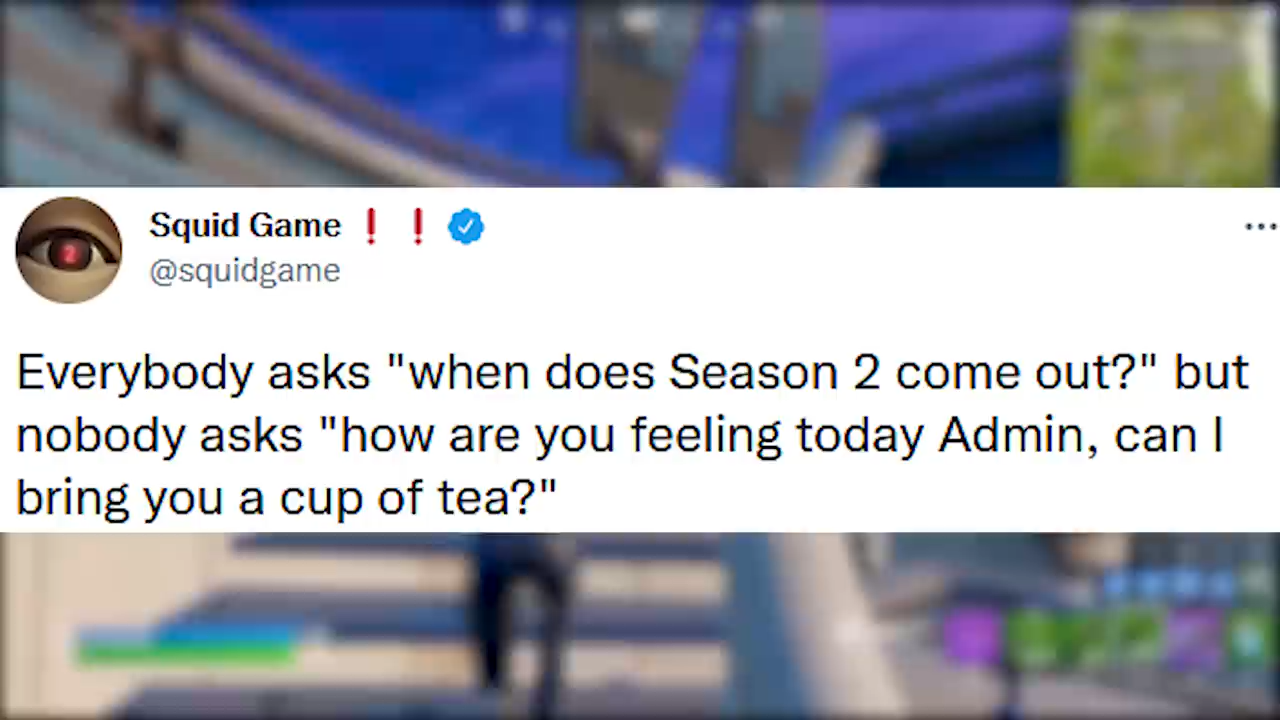 Squid Game ❗ ❗
@squidgame
Everybody asks "when does Season 2 come out?" but
nobody asks "how are you feeling today Admin, can I
bring you a cup of tea?"